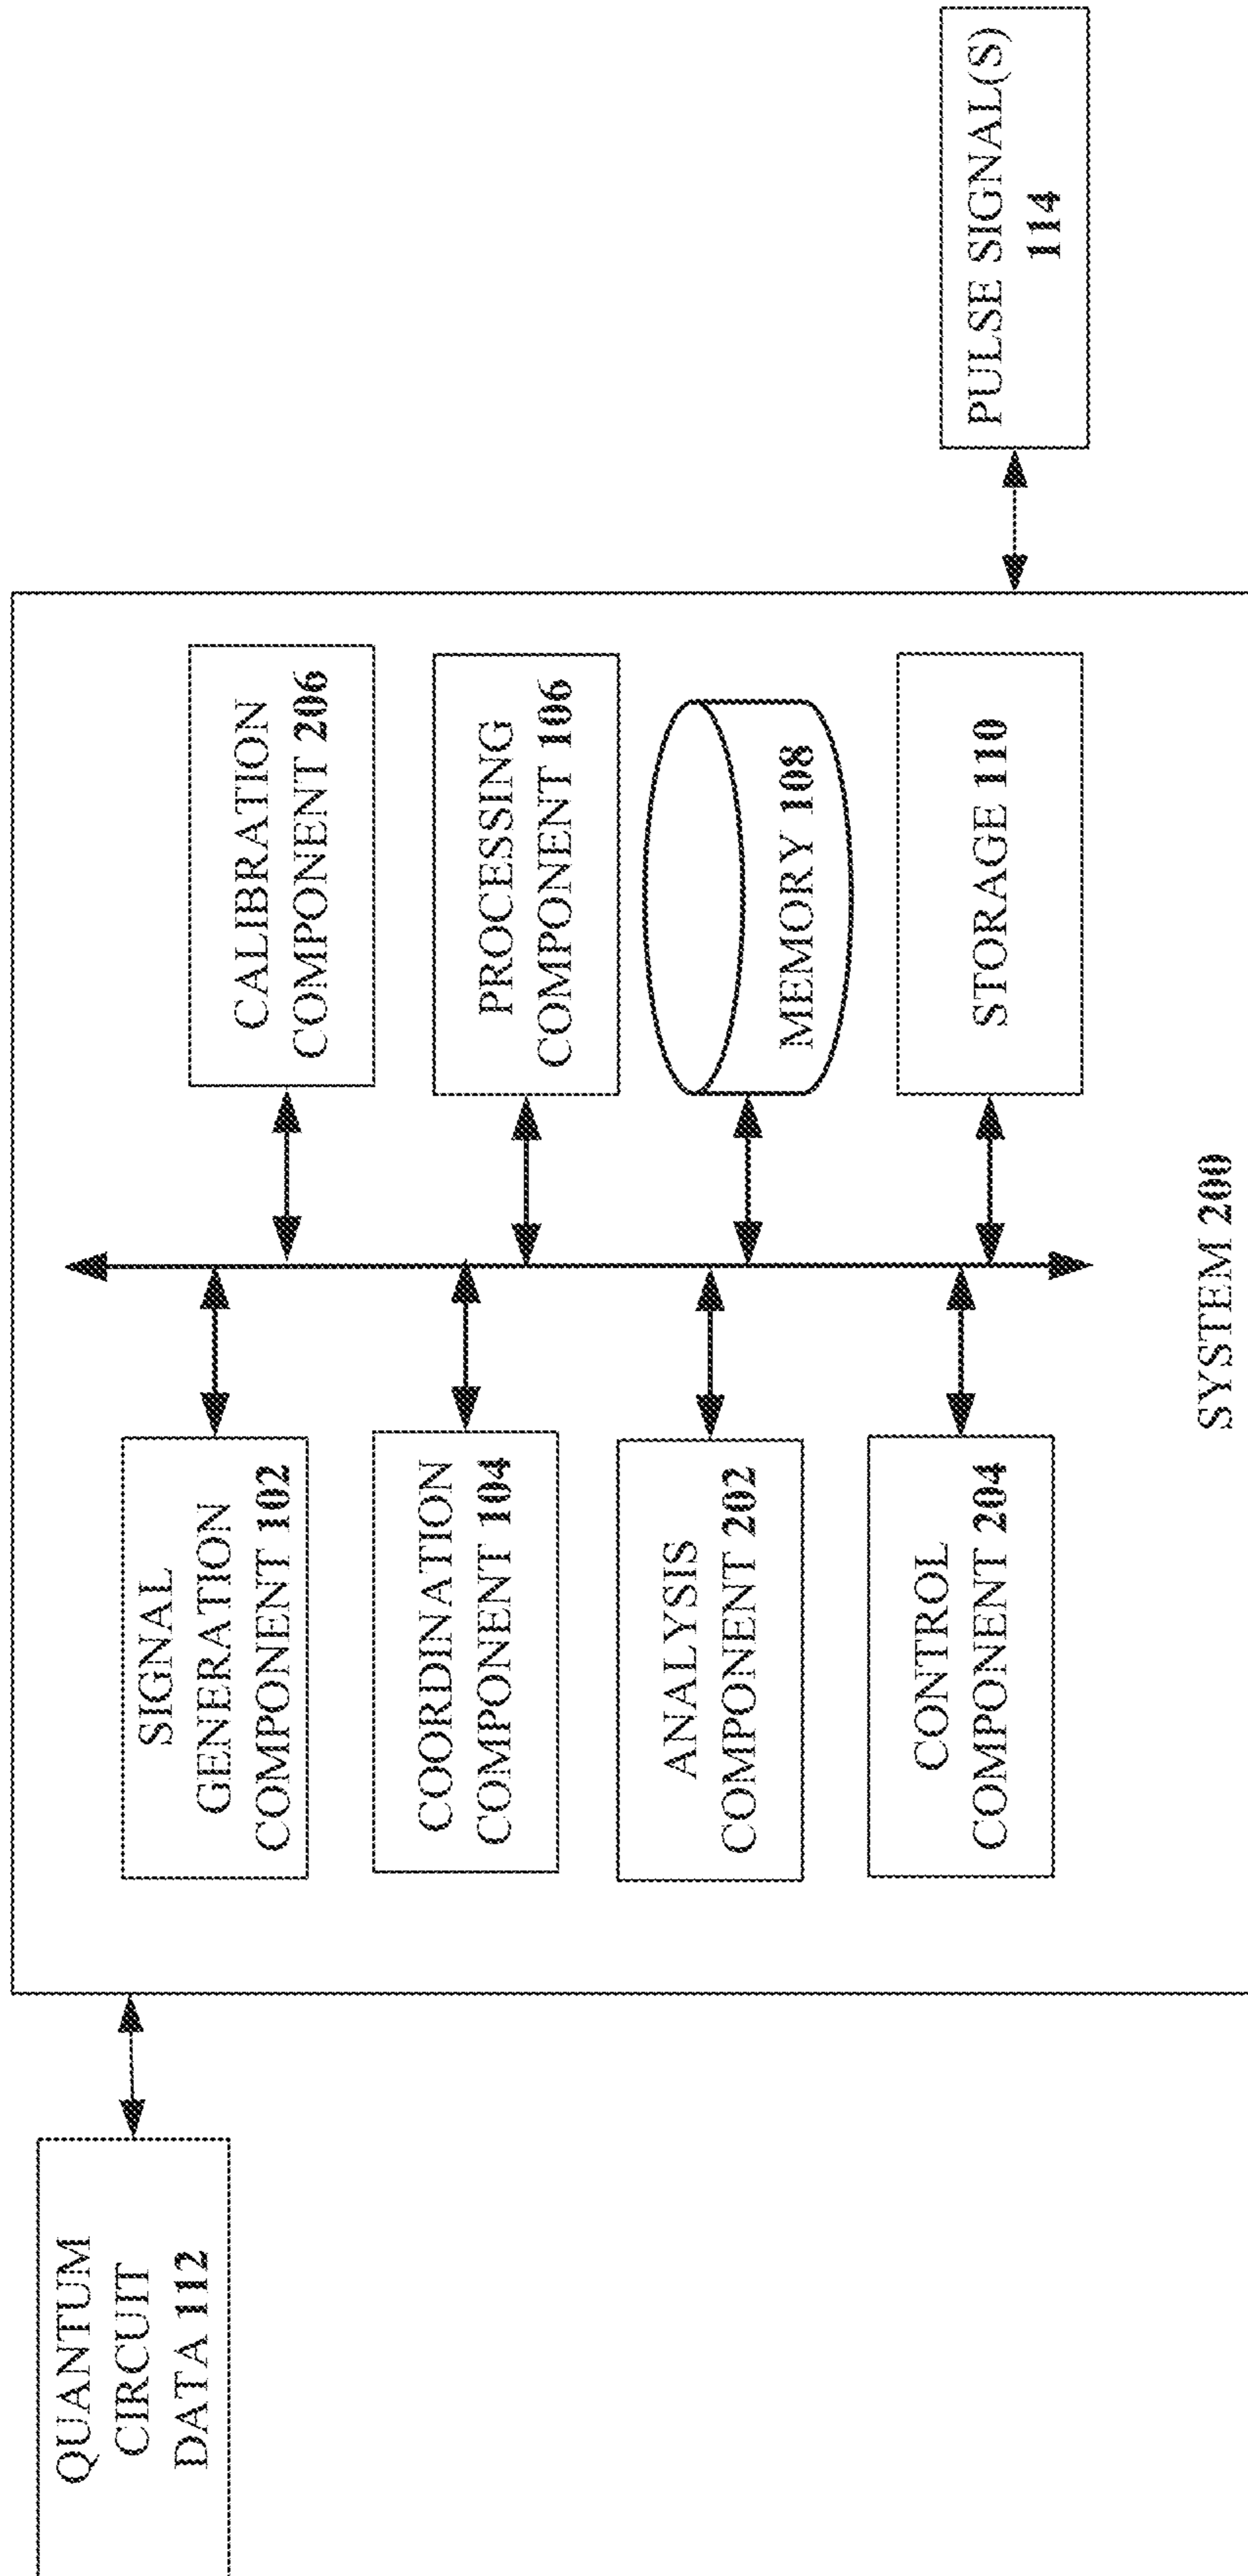 QUANTUM
CIRCUIT
DATA 112
SIGNAL
GENERATION
COMPONENT 102
COORDINATION
COMPONENT 104
ANALYSIS
COMPONENT 202
CONTROL
COMPONENT 204
CALIBRATION
COMPONENT 206
PROCESSING
COMPONENT 106
MEMORY 108
STORAGE 110
SYSTEM 200
PULSE SIGNAL(S)
114